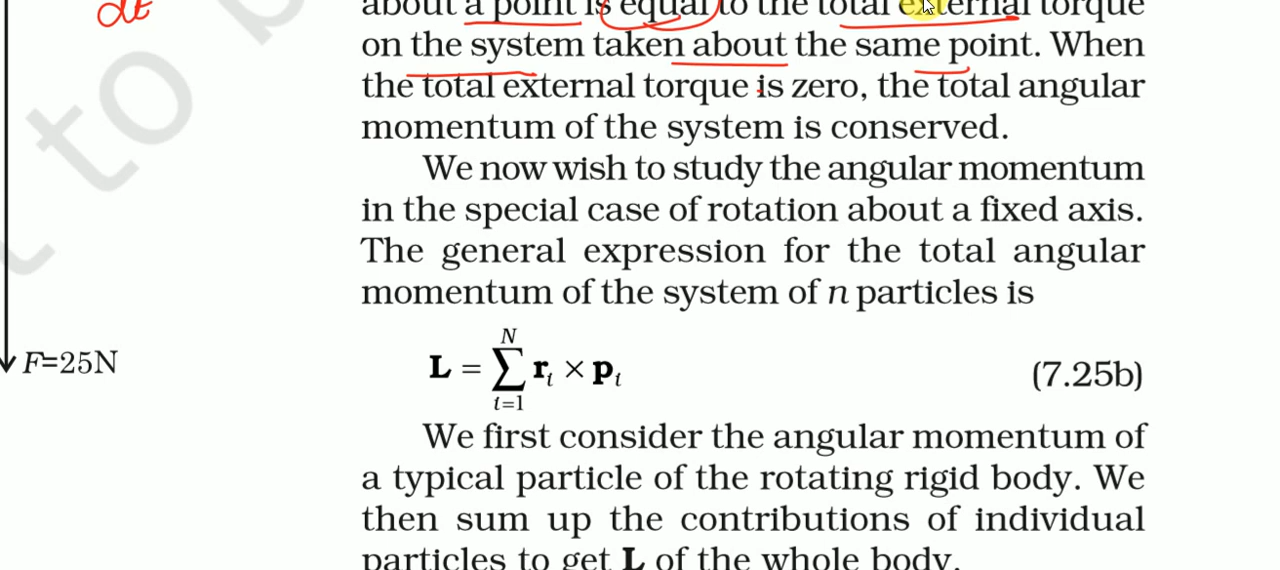 dt
about a point is equal to the total external torque
on the system taken about the same point. When
the total external torque is zero, the total angular
momentum of the system is conserved.
We now wish to study the angular momentum
in the special case of rotation about a fixed axis.
The general expression for the total angular
momentum of the system of n particles is
F=25N
L = ∑_{t=1}^{N} r_t × p_t (7.25b)
We first consider the angular momentum of
a typical particle of the rotating rigid body. We
then sum up the contributions of individual
particles to get L of the whole body.
to b